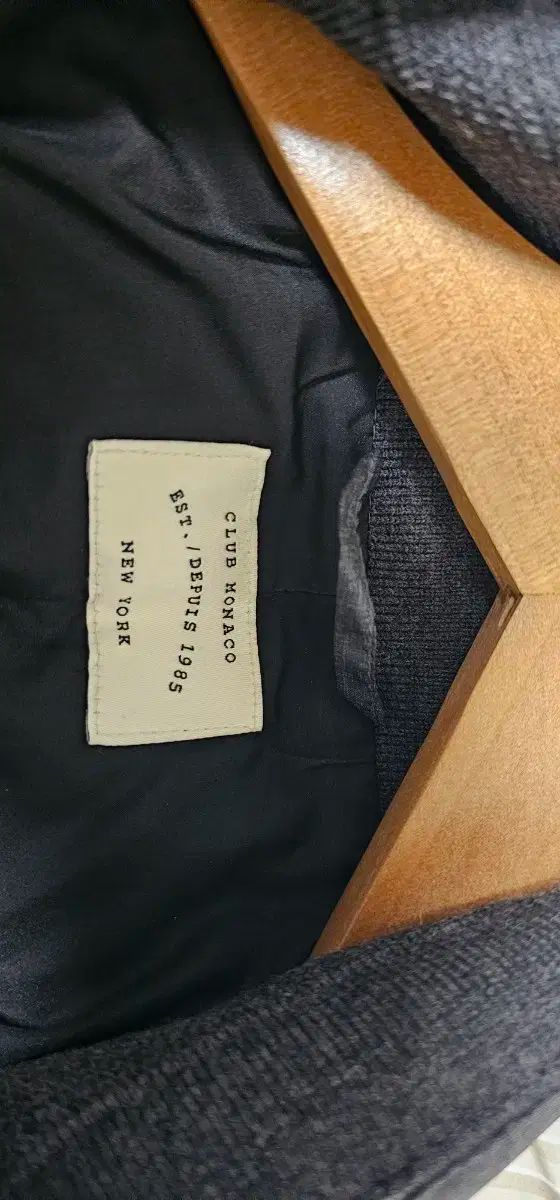 CLUB MONACO
EST. / DEPUIS 1985
NEW YORK